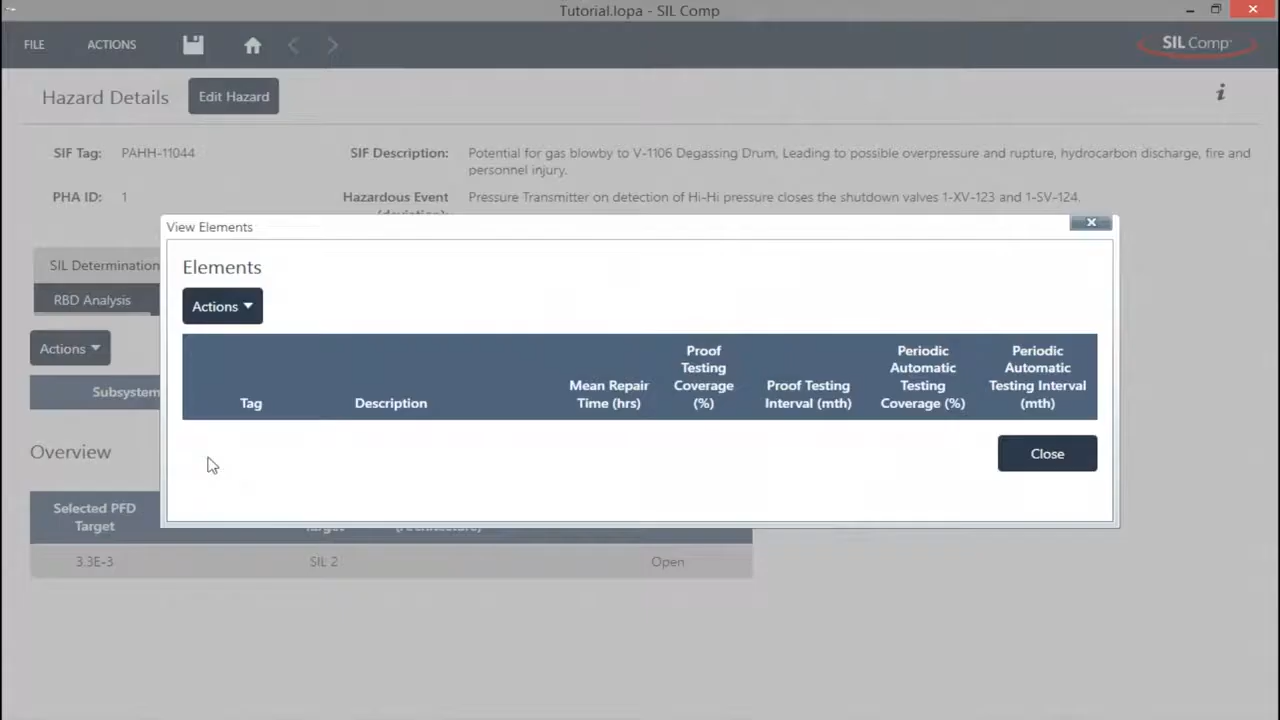 Tutorial.lopa - SIL Comp
FILE
ACTIONS
SIL Comp
Hazard Details
Edit Hazard
i
SIF Tag:
PAHH-11044
SIF Description:
Potential for gas blowby to V-1106 Degassing Drum, Leading to possible overpressure and rupture, hydrocarbon discharge, fire and
personnel injury.
PHA ID:
1
Hazardous Event
(deviation):
Pressure Transmitter on detection of Hi-Hi pressure closes the shutdown valves 1-XV-123 and 1-SV-124.
View Elements
SIL Determination
RBD Analysis
Actions
Subsystem
Elements
Actions
Tag
Description
Mean Repair
Time (hrs)
Proof
Testing
Coverage
(%)
Proof Testing
Interval (mth)
Periodic
Automatic
Testing
Coverage (%)
Periodic
Automatic
Testing Interval
(mth)
Close
Overview
Selected PFD
Target
Target
(Architecture)
3.3E-3
SIL 2
Open